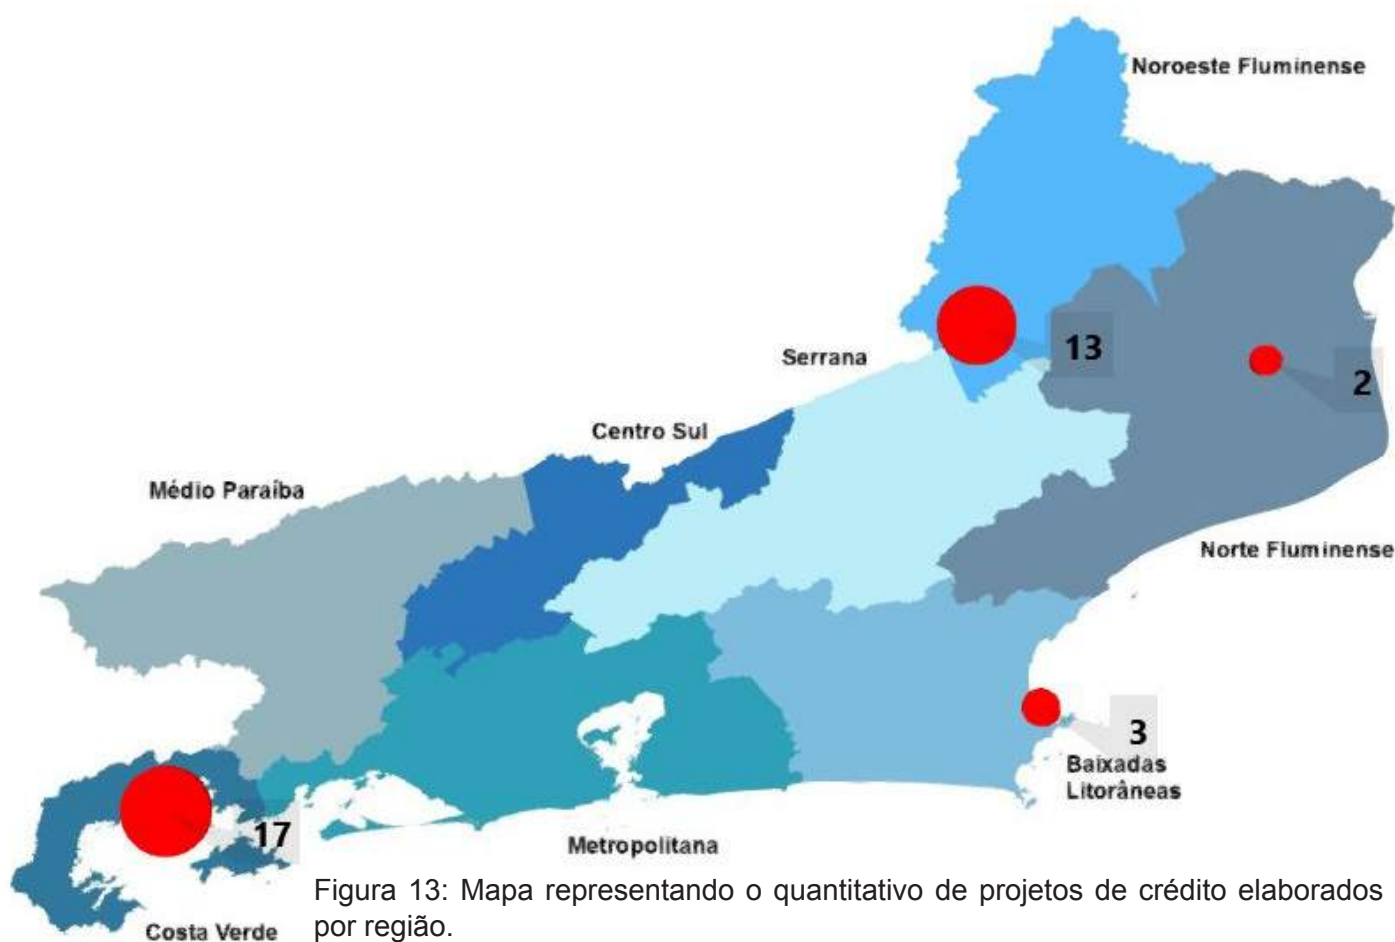 Noroeste Fluminense
13
Serrana
2
Centro Sul
Médio Paraíba
Norte Fluminense
3
Baixadas
Litorâneas
17
Metropolitana
Costa Verde
Figura 13: Mapa representando o quantitativo de projetos de crédito elaborados
por região.